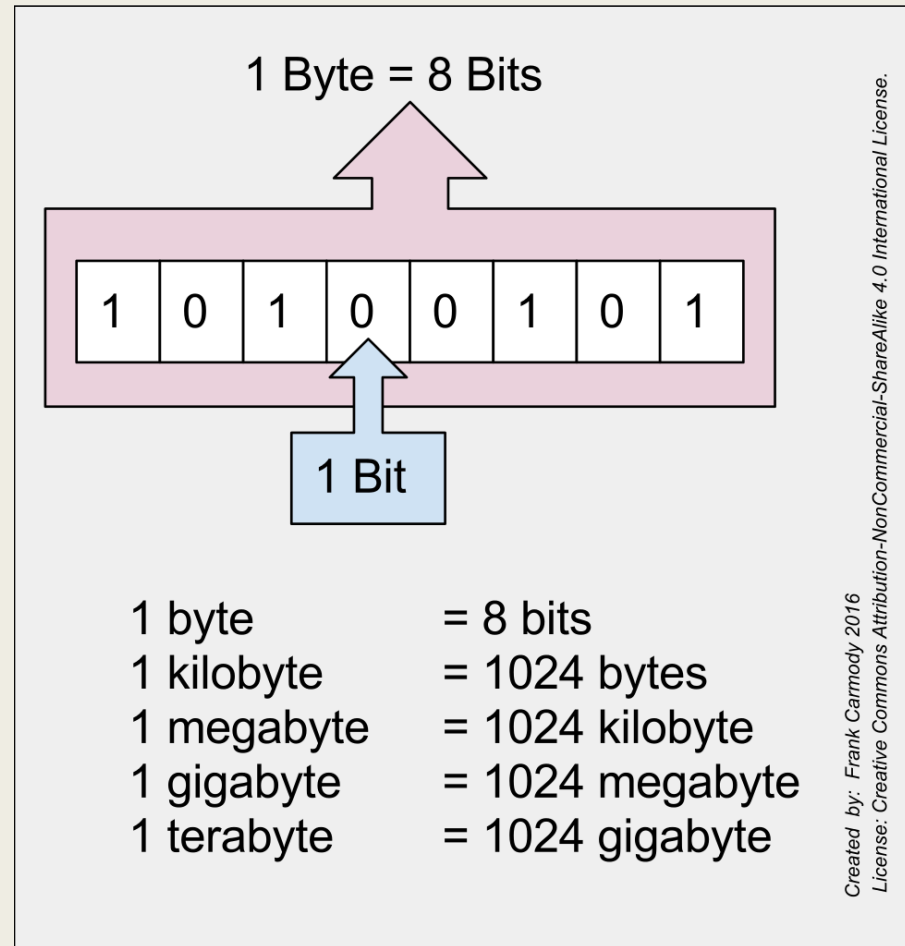 1 Byte = 8 Bits
1 0 1 0 0 1 0 1
1 Bit
1 byte = 8 bits
1 kilobyte = 1024 bytes
1 megabyte = 1024 kilobyte
1 gigabyte = 1024 megabyte
1 terabyte = 1024 gigabyte
Created by: Frank Carmody 2016
License: Creative Commons Attribution-NonCommercial-ShareAlike 4.0 International License.